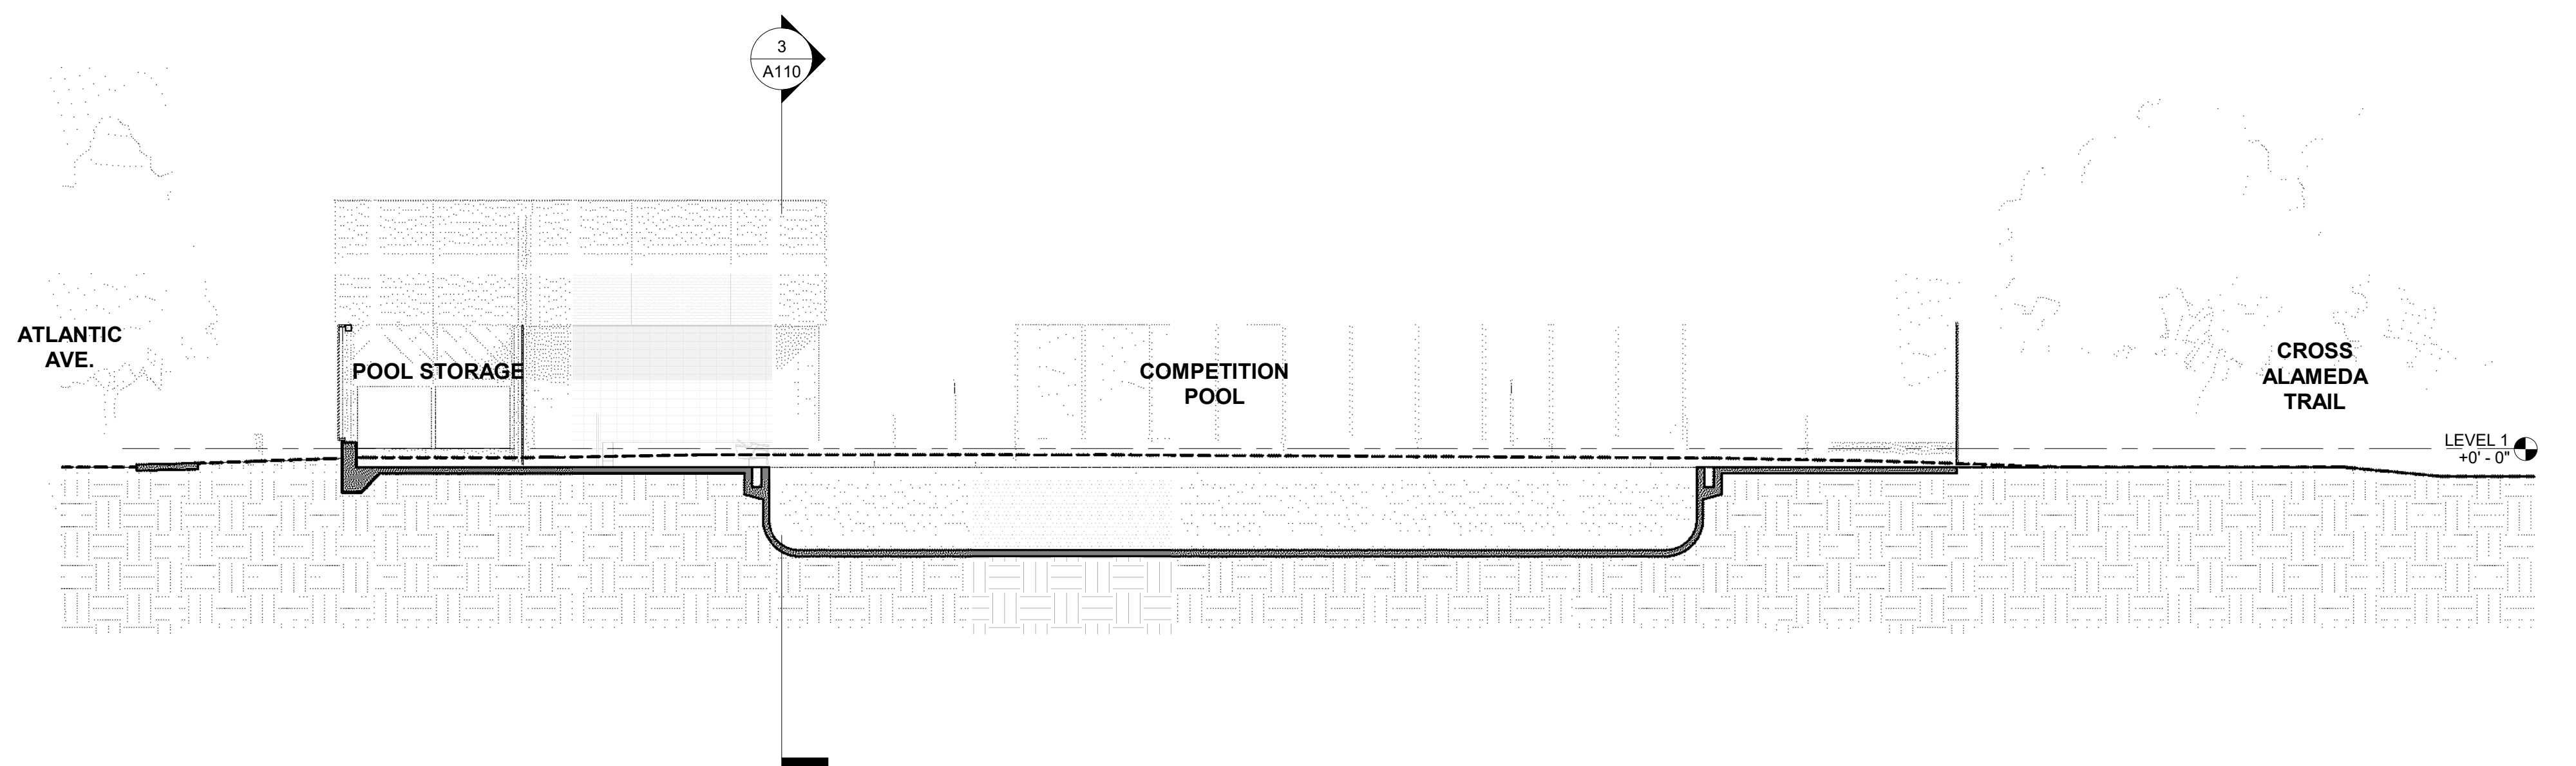 3
A110
ATLANTIC
AVE.
POOL STORAGE
COMPETITION
POOL
CROSS
ALAMEDA
TRAIL
LEVEL 1
+0' - 0"